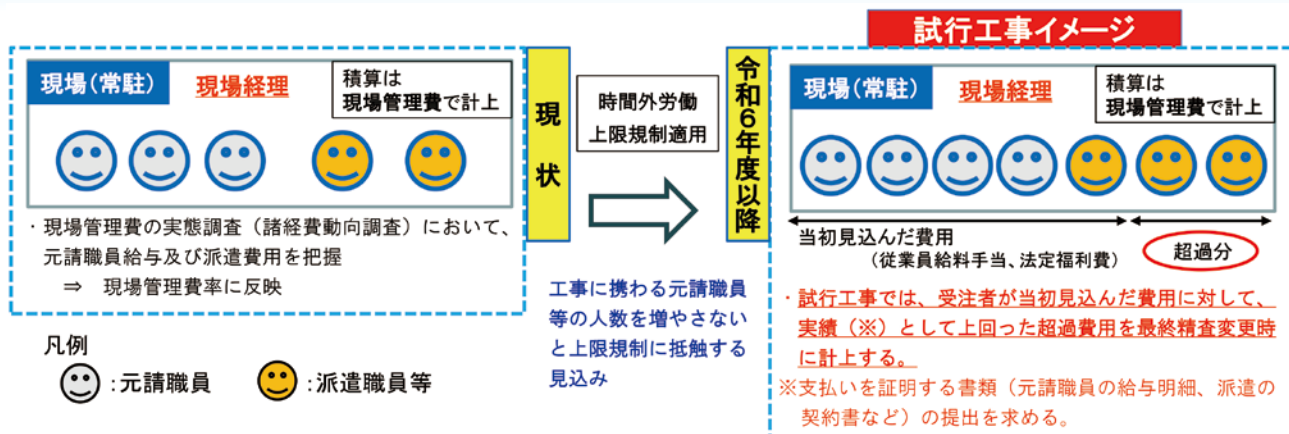 試行工事イメージ
現場(常駐)
現場経理
積算は
現場管理費で計上
・現場管理費の実態調査(諸経費動向調査)において、
元請職員給与及び派遣費用を把握
⇒ 現場管理費率に反映
凡例
:元請職員
:派遣職員等
現状
時間外労働
上限規制適用
工事に携わる元請職員
等の人数を増やさない
と上限規制に抵触する
見込み
令和6年度以降
現場(常駐)
現場経理
積算は
現場管理費で計上
当初見込んだ費用
(従業員給料手当、法定福利費)
超過分
・試行工事では、受注者が当初見込んだ費用に対して、
実績(※)として上回った超過費用を最終精査変更時
に計上する。
※支払いを証明する書類(元請職員の給与明細、派遣の
契約書など)の提出を求める。